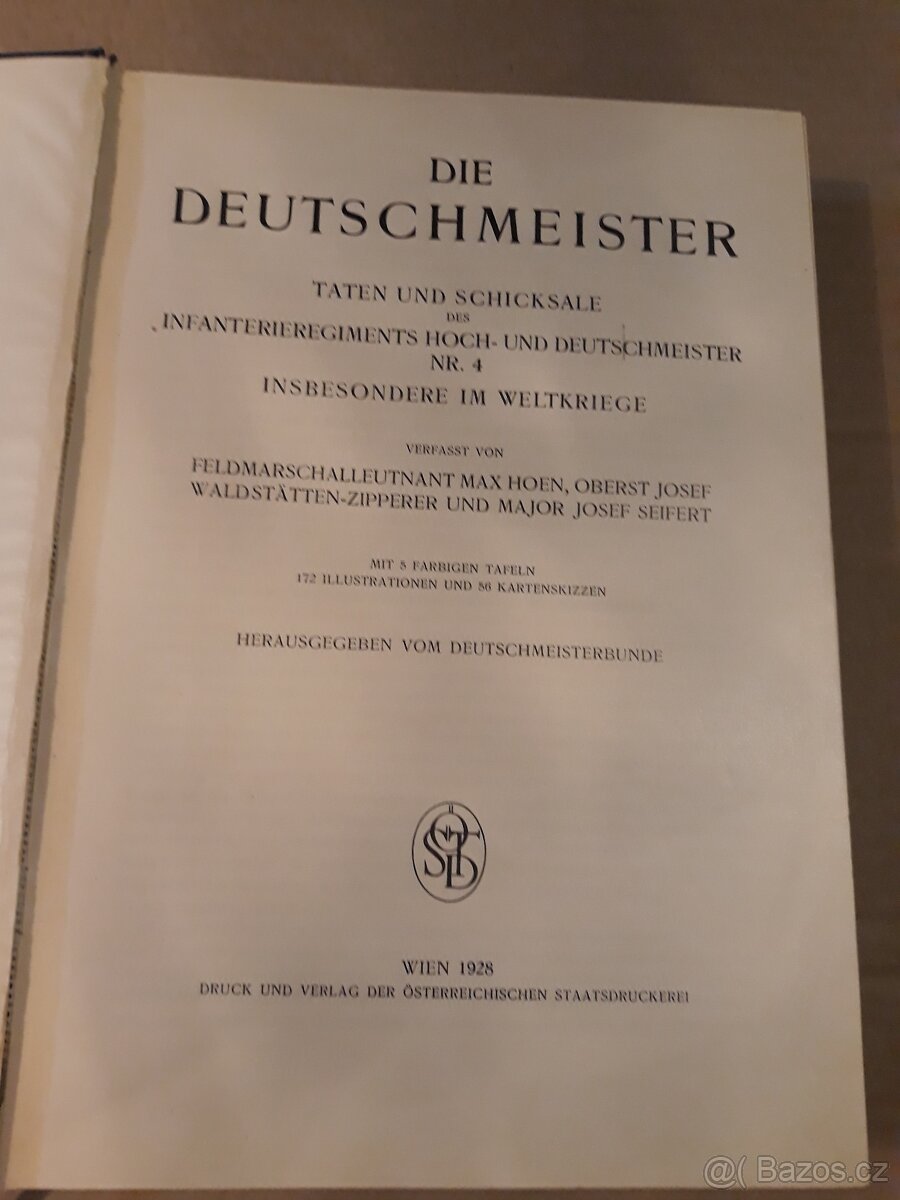 DIE
DEUTSCHMEISTER
TATEN UND SCHICKSALE
DES
INFANTERIEREGIMENTS HOCH- UND DEUTSCHMEISTER
NR. 4
INSBESONDERE IM WELTKRIEGE
VERFASST VON
FELDMARSCHALLEUTNANT MAX HOEN, OBERST JOSEF
WALDSTÄTTEN-ZIPPERER UND MAJOR JOSEF SEIFERT
MIT 5 FARBIGEN TAFELN
172 ILLUSTRATIONEN UND 56 KARTENSKIZZEN
HERAUSGEGEBEN VOM DEUTSCHMEISTERBUNDE
WIEN 1928
DRUCK UND VERLAG DER ÖSTERREICHISCHEN STAATSDRUCKEREI
@( Bazos.cz